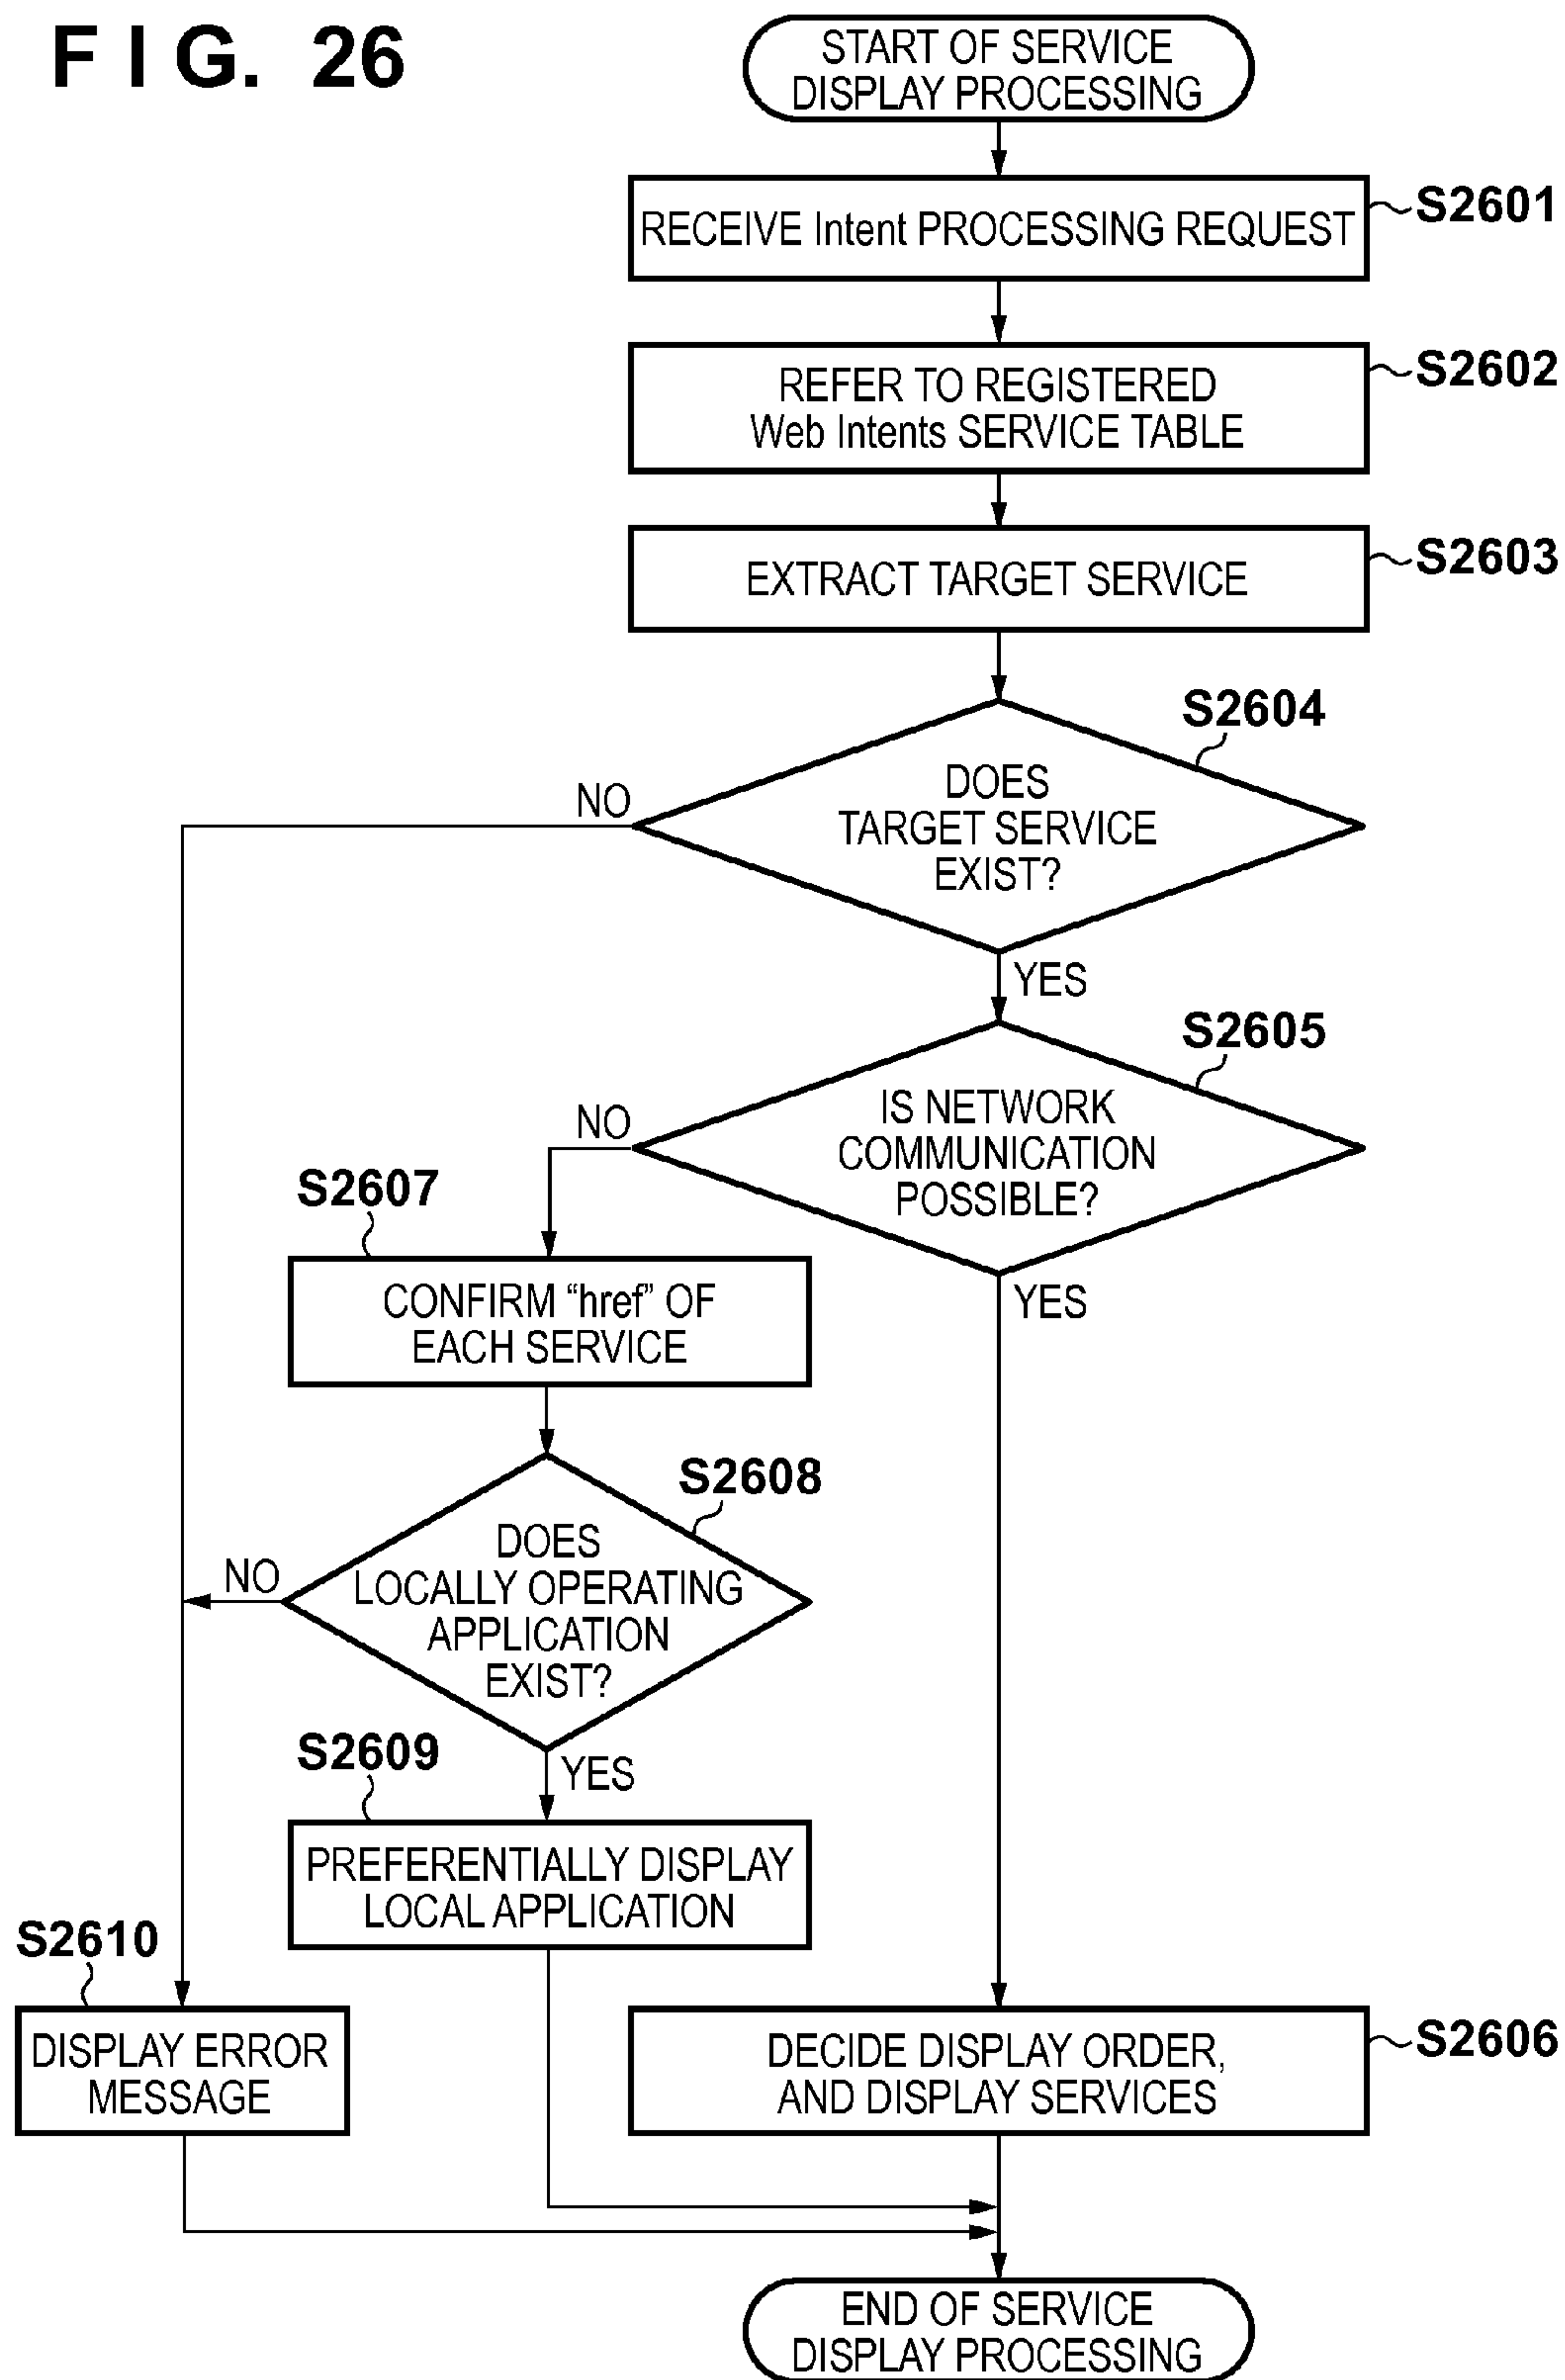 F I G. 26
START OF SERVICE
DISPLAY PROCESSING
RECEIVE Intent PROCESSING REQUEST
S2601
REFER TO REGISTERED
Web Intents SERVICE TABLE
S2602
EXTRACT TARGET SERVICE
S2603
S2604
DOES
TARGET SERVICE
EXIST?
NO
YES
S2605
IS NETWORK
COMMUNICATION
POSSIBLE?
NO
YES
S2607
CONFIRM “href” OF
EACH SERVICE
S2608
DOES
LOCALLY OPERATING
APPLICATION
EXIST?
NO
YES
S2609
PREFERENTIALLY DISPLAY
LOCAL APPLICATION
S2610
DISPLAY ERROR
MESSAGE
DECIDE DISPLAY ORDER,
AND DISPLAY SERVICES
S2606
END OF SERVICE
DISPLAY PROCESSING